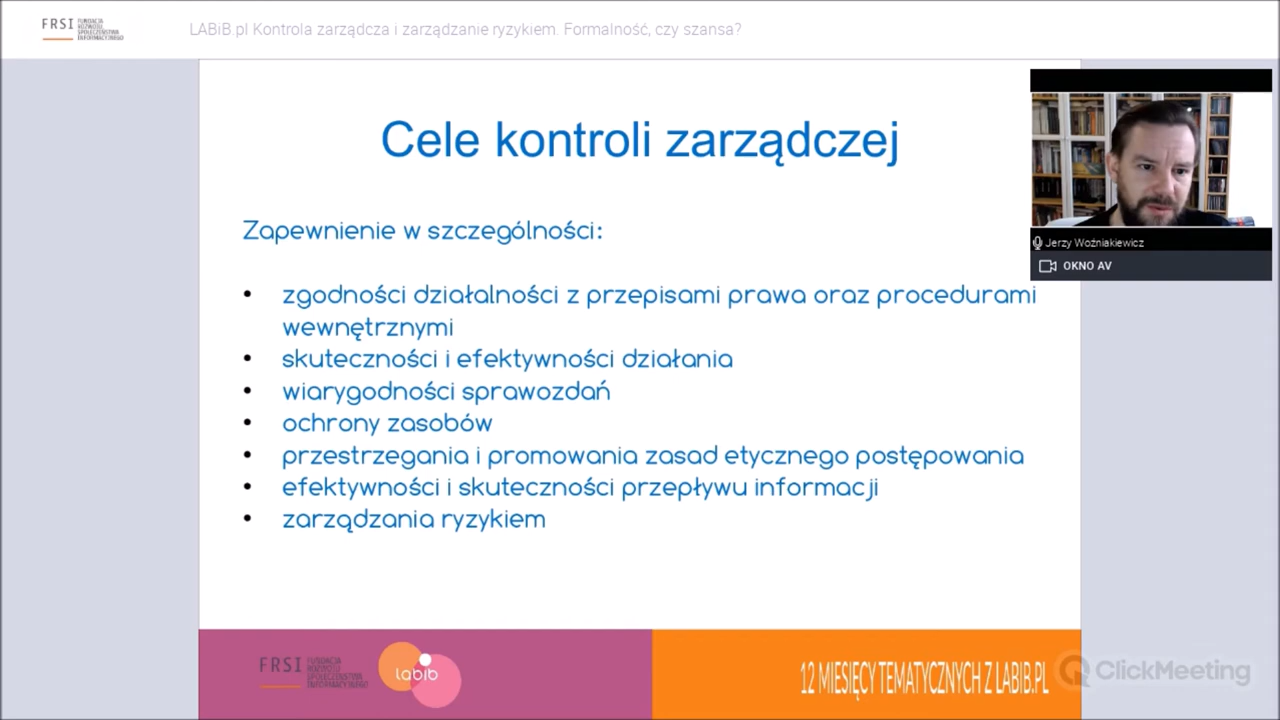 FRSI FUNDACJA
ROZWOJU
SPOŁECZEŃSTWA
INFORMACYJNEGO
LABiB.pl Kontrola zarządcza i zarządzanie ryzykiem. Formalność, czy szansa?
Cele kontroli zarządczej
Jerzy Woźniakiewicz
OKNO AV
Zapewnienie w szczególności:
• zgodności działalności z przepisami prawa oraz procedurami
wewnętrznymi
• skuteczności i efektywności działania
• wiarygodności sprawozdań
• ochrony zasobów
• przestrzegania i promowania zasad etycznego postępowania
• efektywności i skuteczności przepływu informacji
• zarządzania ryzykiem
FRSI FUNDACJA
ROZWOJU
SPOŁECZEŃSTWA
INFORMACYJNEGO
labib
12 MIESIĘCY TEMATYCZNYCH Z LABIB.PL
ClickMeeting